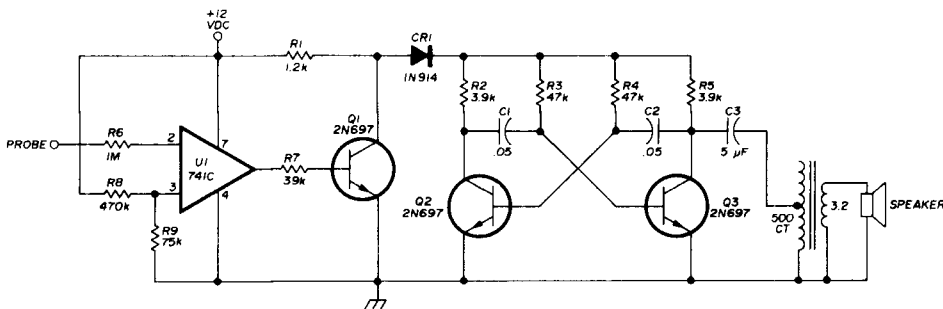 +12
VDC
R1
1.2k
CR1
1N914
R2
3.9k
C1
.05
R3
47k
R4
47k
C2
.05
R5
3.9k
C3
5 µF
PROBE
R6
1M
2
7
U1
741C
3
4
R8
470k
R9
75k
R7
39k
Q1
2N697
Q2
2N697
Q3
2N697
500
CT
3.2
SPEAKER